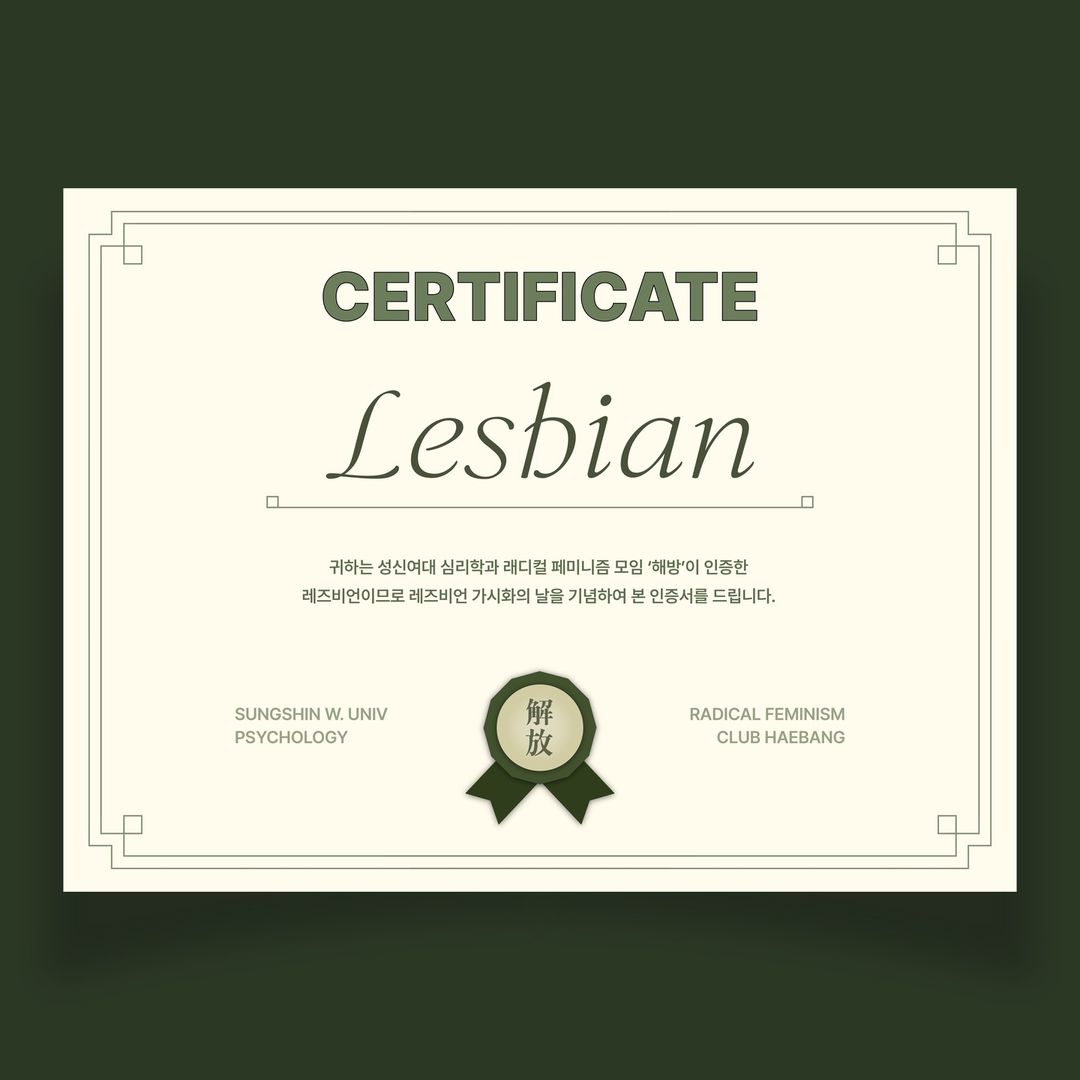 CERTIFICATE
Lesbian
귀하는 성신여대 심리학과 래디컬 페미니즘 모임 ‘해방’이 인증한
레즈비언이므로 레즈비언 가시화의 날을 기념하여 본 인증서를 드립니다.
SUNGSHIN W. UNIV
PSYCHOLOGY
解
放
RADICAL FEMINISM
CLUB HAEBANG